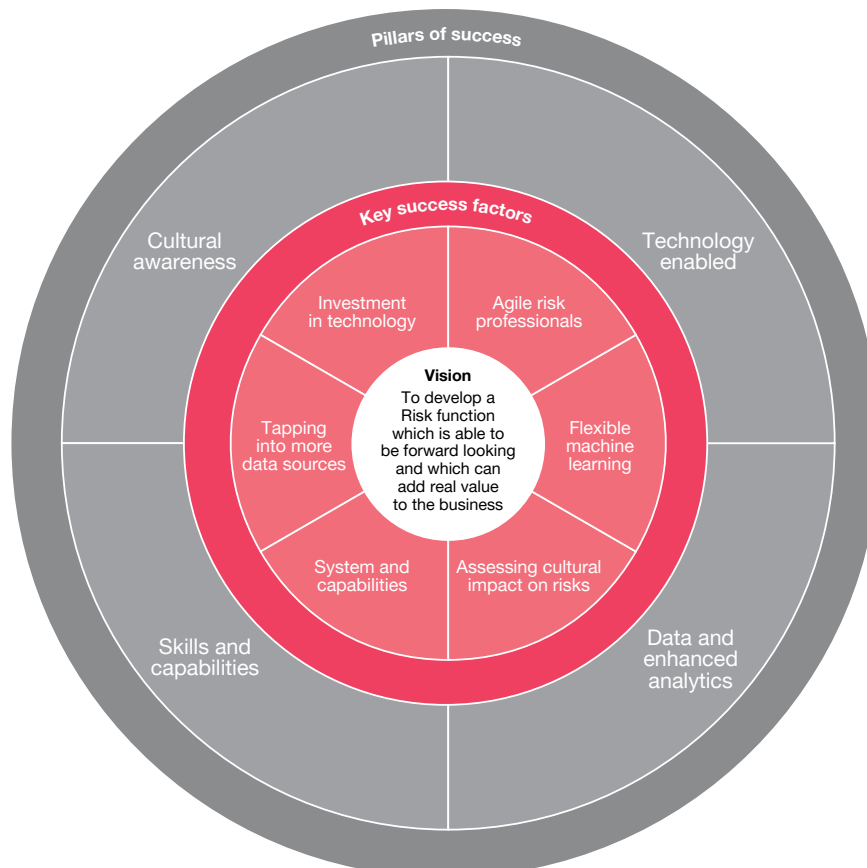 Pillars of success
Cultural
awareness
Technology
enabled
Key success factors
Investment
in technology
Agile risk
professionals
Vision
To develop a
Risk function
which is able to
be forward looking
and which can
add real value
to the business
Tapping
into more
data sources
Flexible
machine
learning
System and
capabilities
Assessing cultural
impact on risks
Skills and
capabilities
Data and
enhanced
analytics